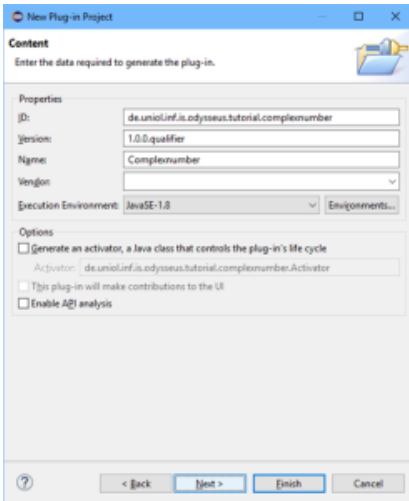 New Plug-in Project
Content
Enter the data required to generate the plug-in.
Properties
ID: de.uniol.inf.is.odysseus.tutorial.complexnumber
Version: 1.0.0.qualifier
Name: Complexnumber
Vendor:
Execution Environment: JavaSE-1.8 Environments...
Options
Generate an activator, a Java class that controls the plug-in's life cycle
Activator: de.uniol.inf.is.odysseus.tutorial.complexnumber.Activator
This plug-in will make contributions to the UI
Enable API analysis
? < Back Next > Finish Cancel